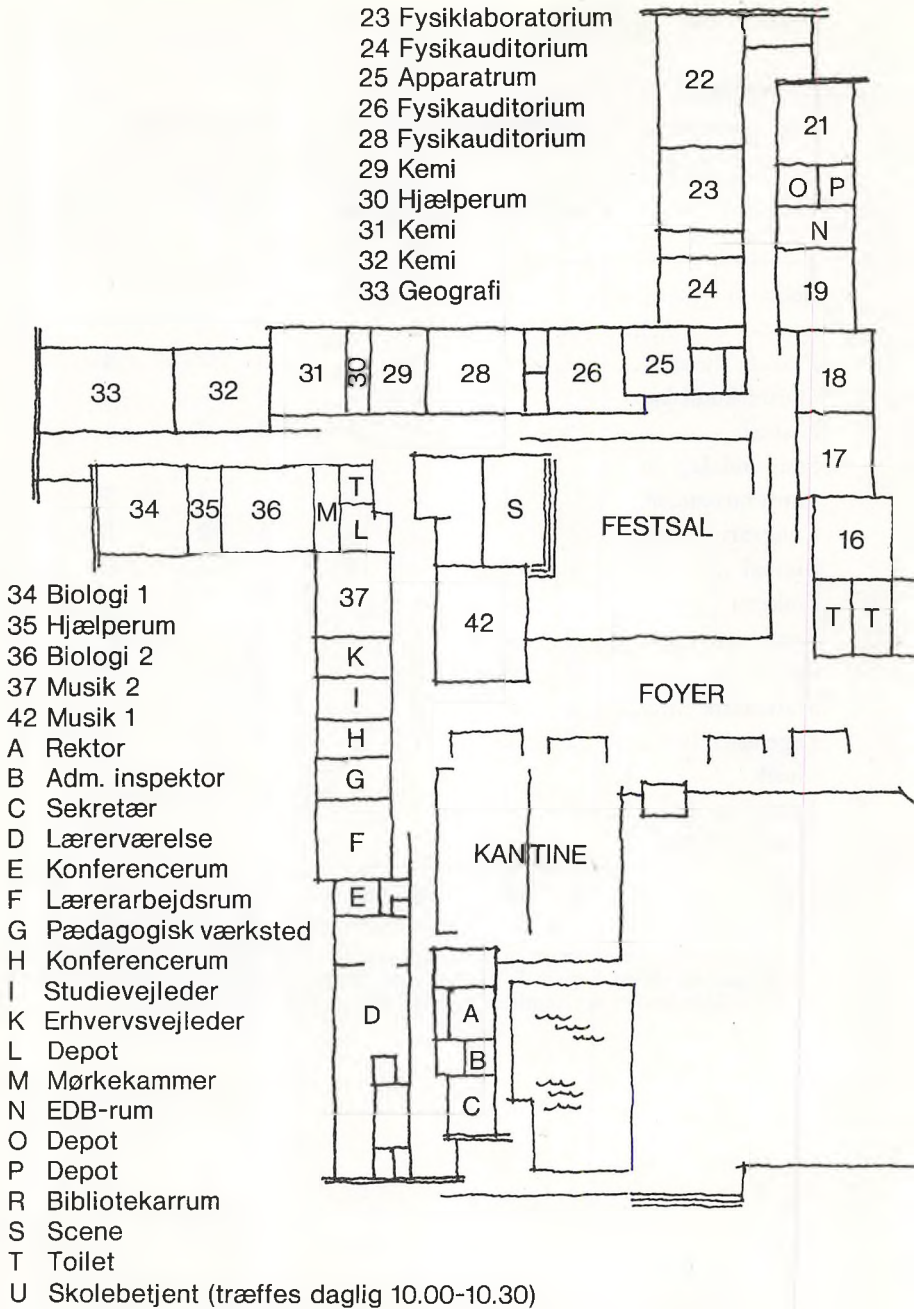 23 Fysiklaboratorium
24 Fysikauditorium
25 Apparatrum
26 Fysikauditorium
28 Fysikauditorium
29 Kemi
30 Hjælperum
31 Kemi
32 Kemi
33 Geografi
22
21
O P
23
N
24
19
33 32 31 30 29 28 26 25
18
17
34 35 36 M T
L
S
FESTSAL
16
T T
37
42
K
I
FOYER
H
G
F
KANTINE
E
D
A
B
C
34 Biologi 1
35 Hjælperum
36 Biologi 2
37 Musik 2
42 Musik 1
A Rektor
B Adm. inspektor
C Sekretær
D Lærerværelse
E Konferencerum
F Lærerarbejdsrum
G Pædagogisk værksted
H Konferencerum
I Studievejleder
K Erhvervsvejleder
L Depot
M Mørkekammer
N EDB-rum
O Depot
P Depot
R Bibliotekarrum
S Scene
T Toilet
U Skolebetjent (træffes daglig 10.00-10.30)